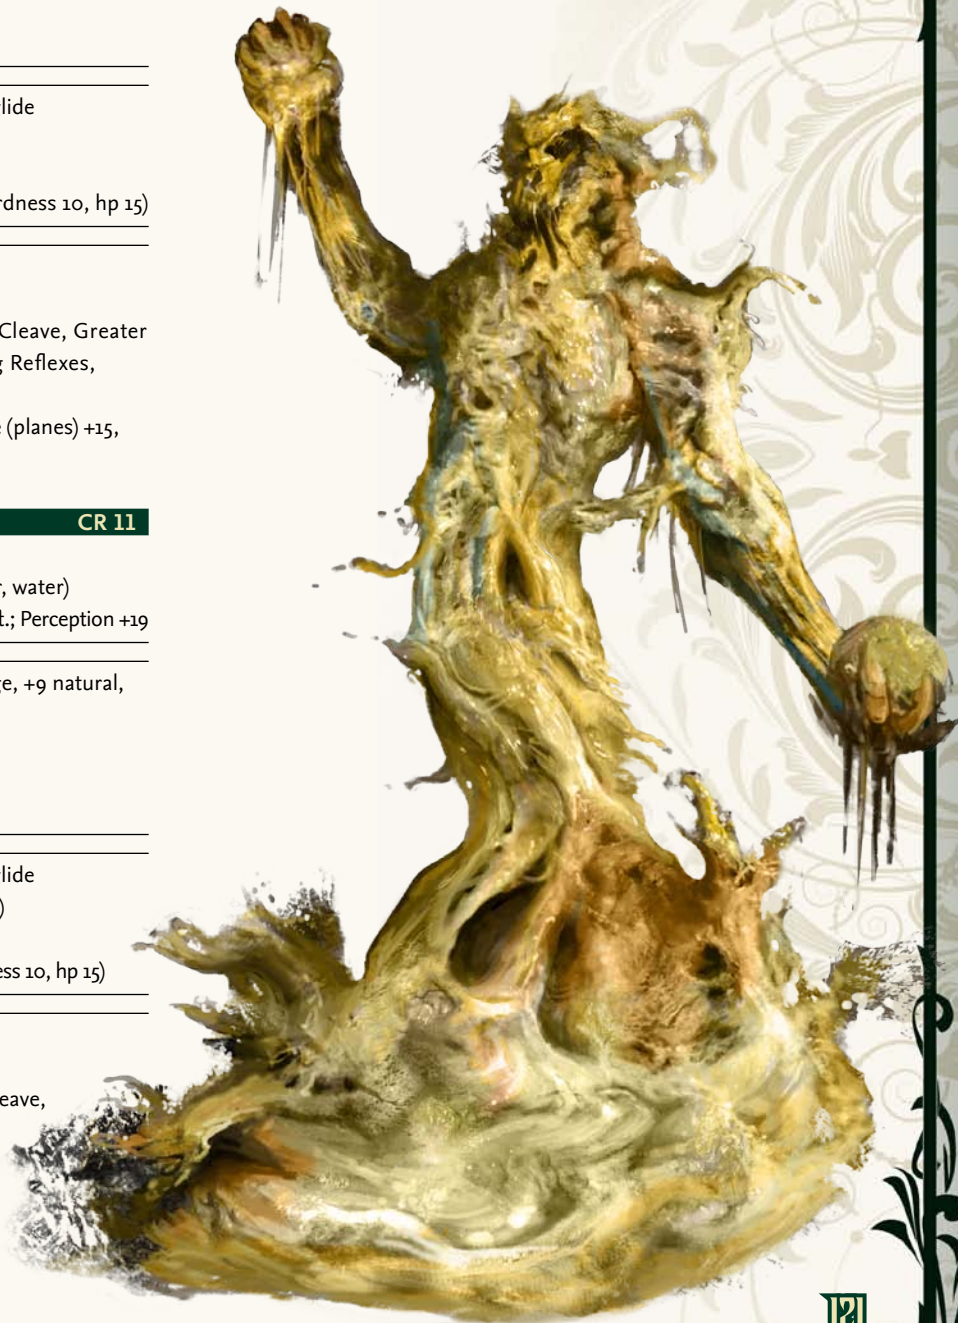 lide
rdness 10, hp 15)
Cleave, Greater
g Reflexes,
e (planes) +15,
CR 11
r, water)
t.; Perception +19
ge, +9 natural,
lide
)
ess 10, hp 15)
eave,